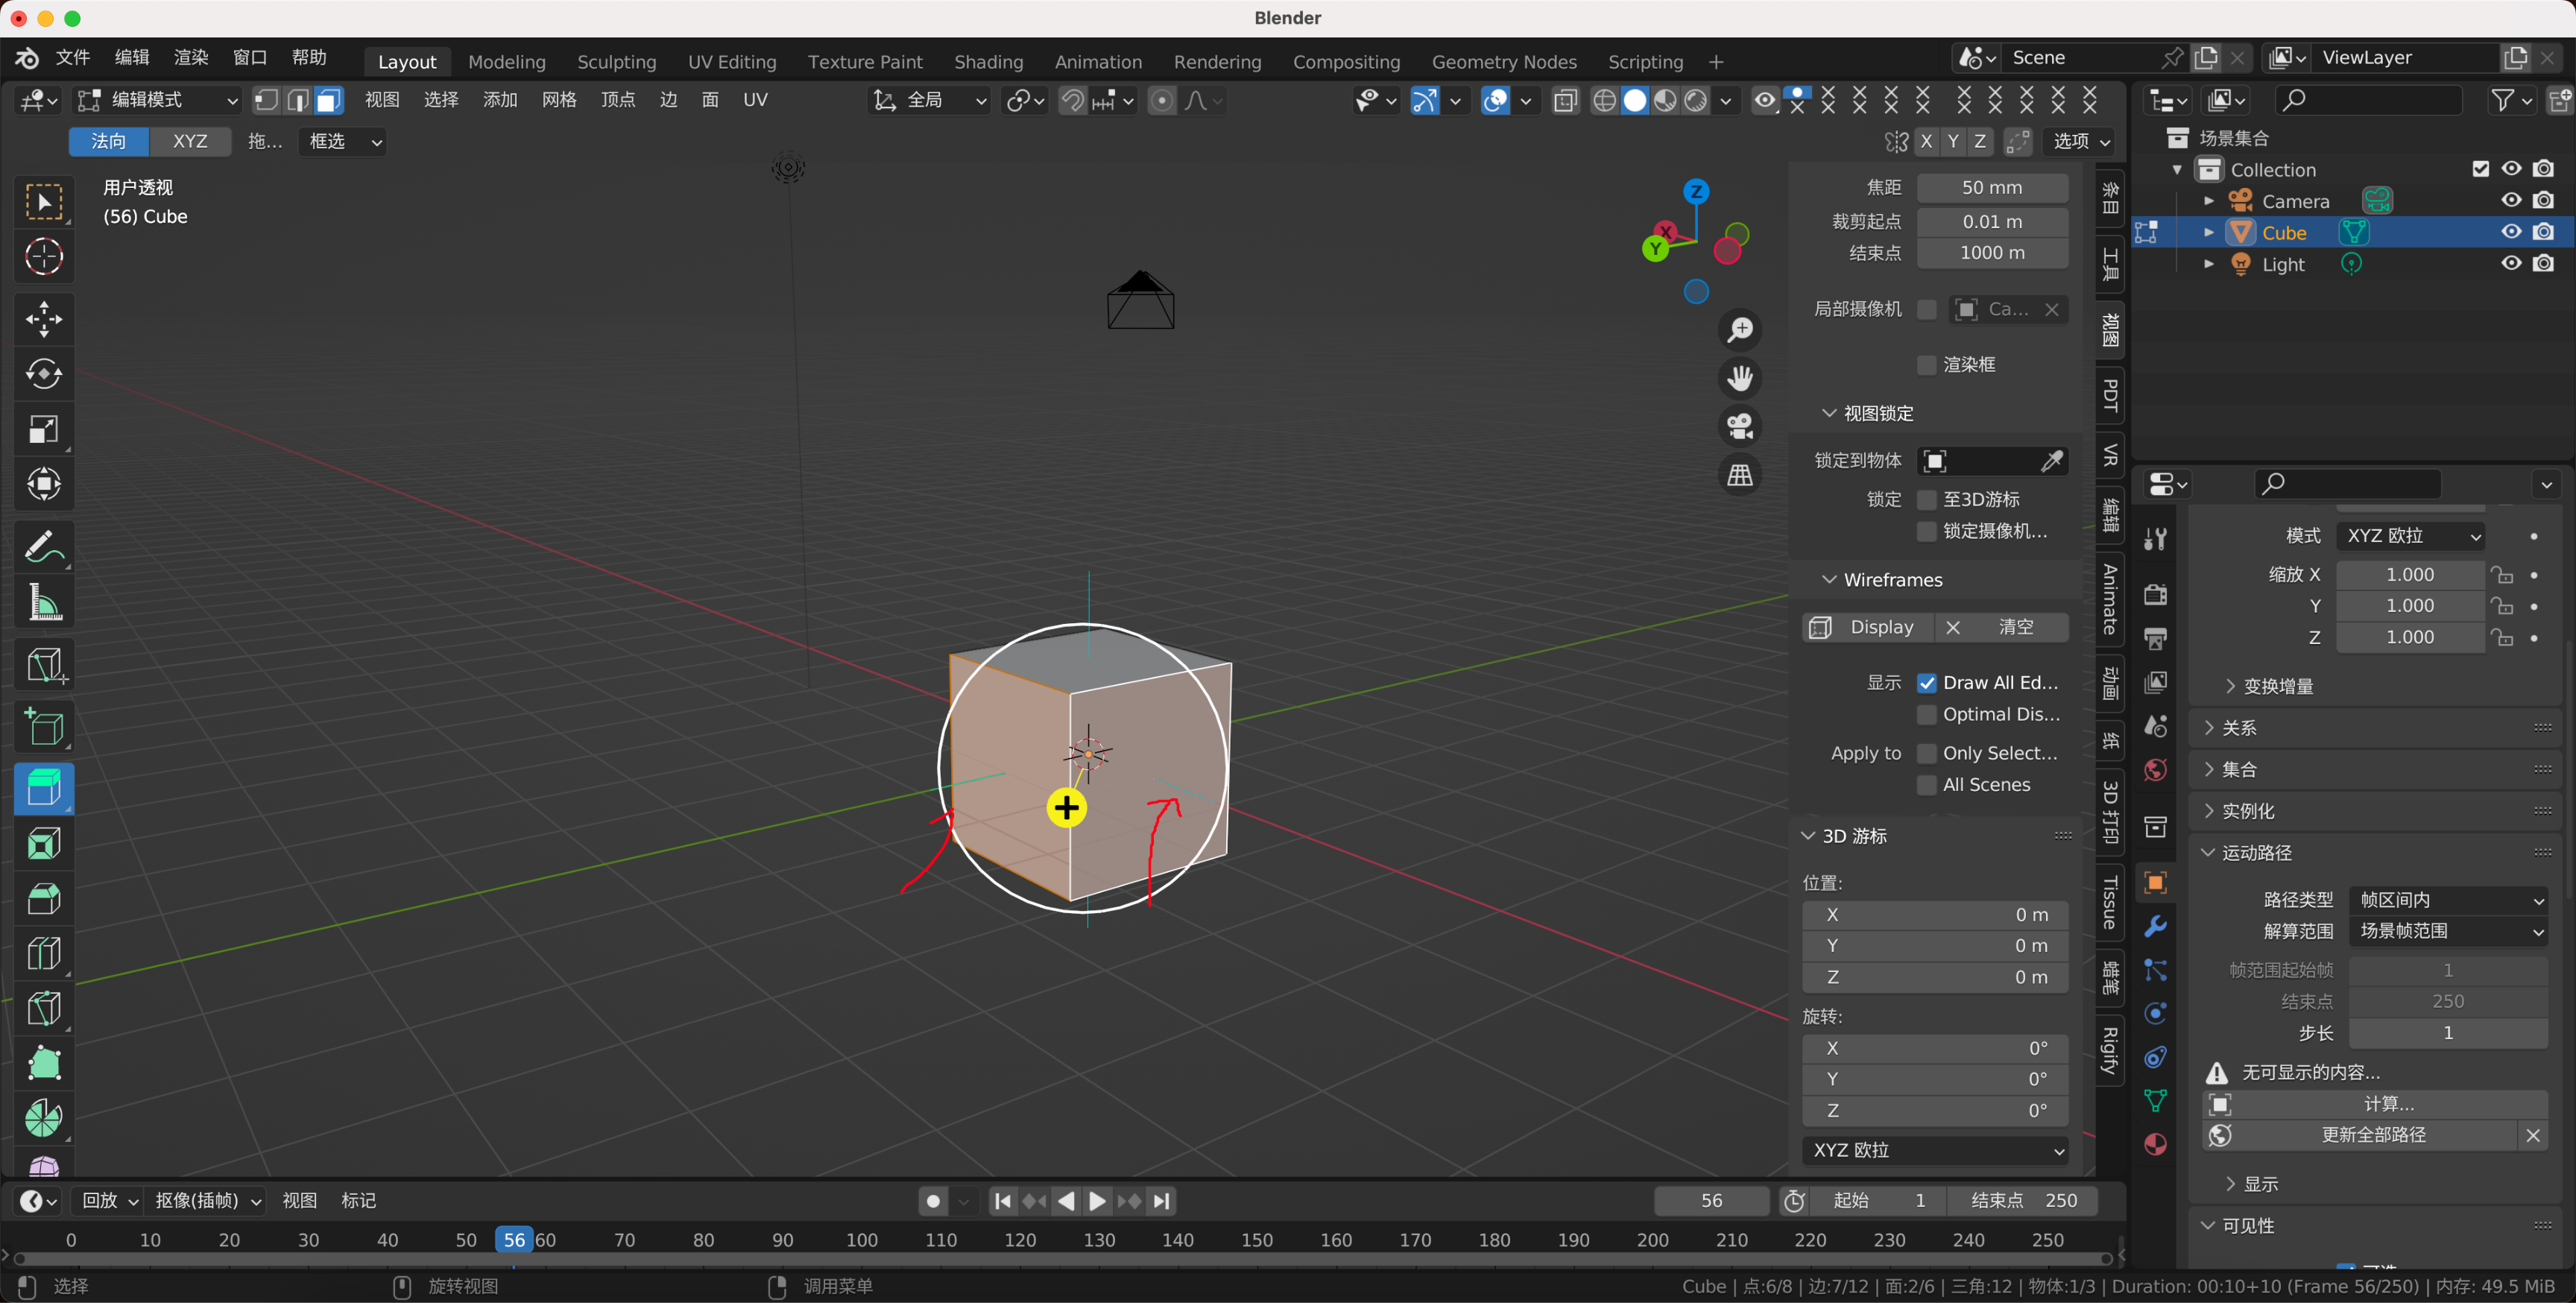 Blender
文件 编辑 渲染 窗口 帮助 Layout Modeling Sculpting UV Editing Texture Paint Shading Animation Rendering Compositing Geometry Nodes Scripting + Scene ViewLayer
编辑模式 视图 选择 添加 网格 顶点 边 面 UV 全局
法向 XYZ 拖... 框选 X Y Z 选项
用户透视
(56) Cube
Z
X
Y
焦距 50 mm
裁剪起点 0.01 m
结束点 1000 m
局部摄像机 Ca...
渲染框
视图锁定
锁定到物体
锁定 至3D游标
锁定摄像机...
Wireframes
Display 清空
显示 Draw All Ed...
Optimal Dis...
Apply to Only Select...
All Scenes
3D 游标
位置:
X 0 m
Y 0 m
Z 0 m
旋转:
X 0°
Y 0°
Z 0°
XYZ 欧拉
条目
工具
视图
PDT
VR
编辑
Animate
动画
纸
3D 打印
Tissue
蜡笔
Rigify
场景集合
Collection
Camera
Cube
Light
模式 XYZ 欧拉
缩放 X 1.000
Y 1.000
Z 1.000
变换增量
关系
集合
实例化
运动路径
路径类型 帧区间内
解算范围 场景帧范围
帧范围起始帧 1
结束点 250
步长 1
无可显示的内容...
计算...
更新全部路径
显示
可见性
回放 抠像(插帧) 视图 标记 56 起始 1 结束点 250
0 10 20 30 40 50 56 60 70 80 90 100 110 120 130 140 150 160 170 180 190 200 210 220 230 240 250
选择 旋转视图 调用菜单 Cube | 点:6/8 | 边:7/12 | 面:2/6 | 三角:12 | 物体:1/3 | Duration: 00:10+10 (Frame 56/250) | 内存: 49.5 MiB